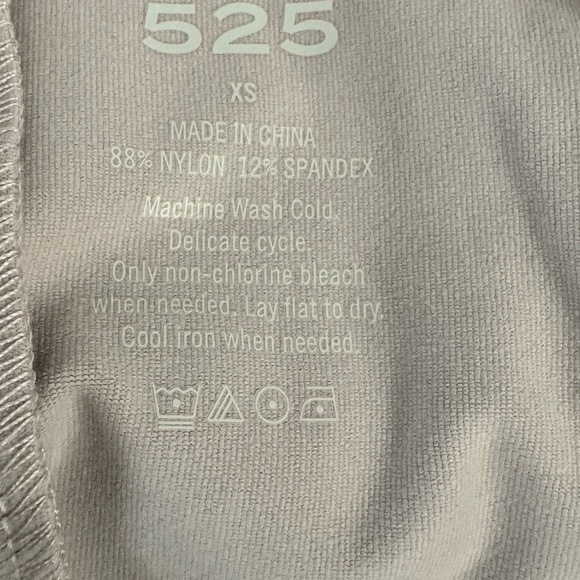 525
XS
MADE IN CHINA
88% NYLON 12% SPANDEX
Machine Wash Cold.
Delicate cycle.
Only non-chlorine bleach
when needed. Lay flat to dry.
Cool iron when needed.